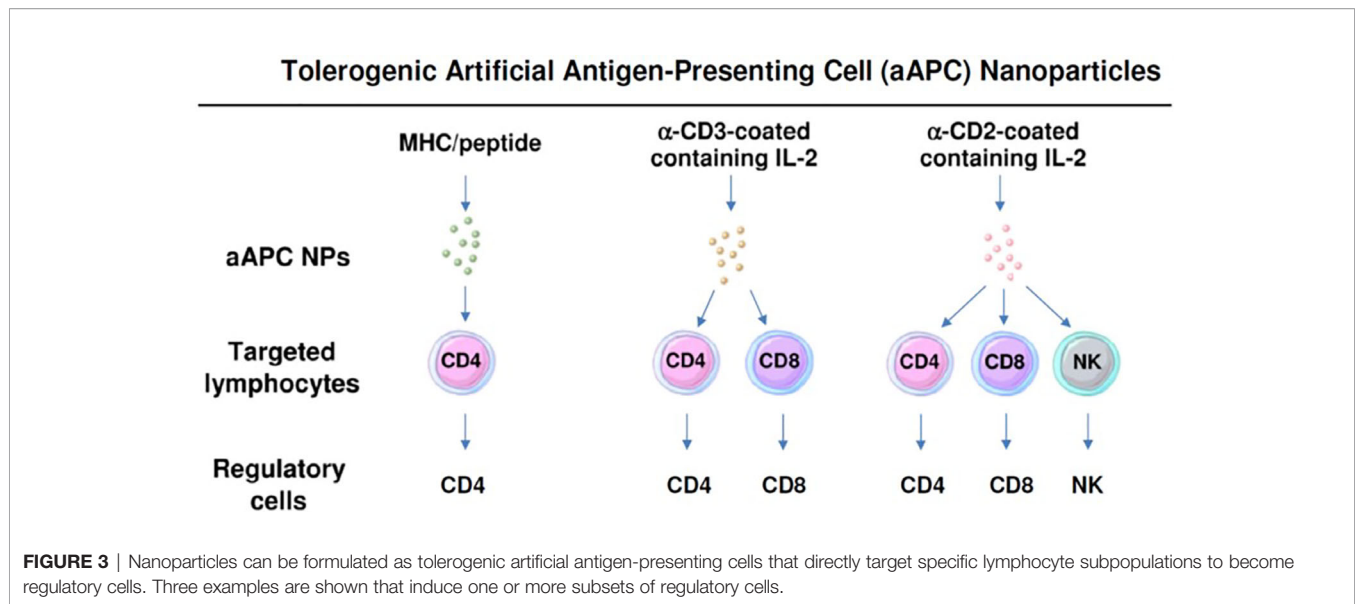 Tolerogenic Artificial Antigen-Presenting Cell (aAPC) Nanoparticles
MHC/peptide
α-CD3-coated
containing IL-2
α-CD2-coated
containing IL-2
aAPC NPs
Targeted
lymphocytes
CD4
CD4
CD8
CD4
CD8
NK
Regulatory
cells
CD4
CD4
CD8
CD4
CD8
NK
FIGURE 3 | Nanoparticles can be formulated as tolerogenic artificial antigen-presenting cells that directly target specific lymphocyte subpopulations to become
regulatory cells. Three examples are shown that induce one or more subsets of regulatory cells.